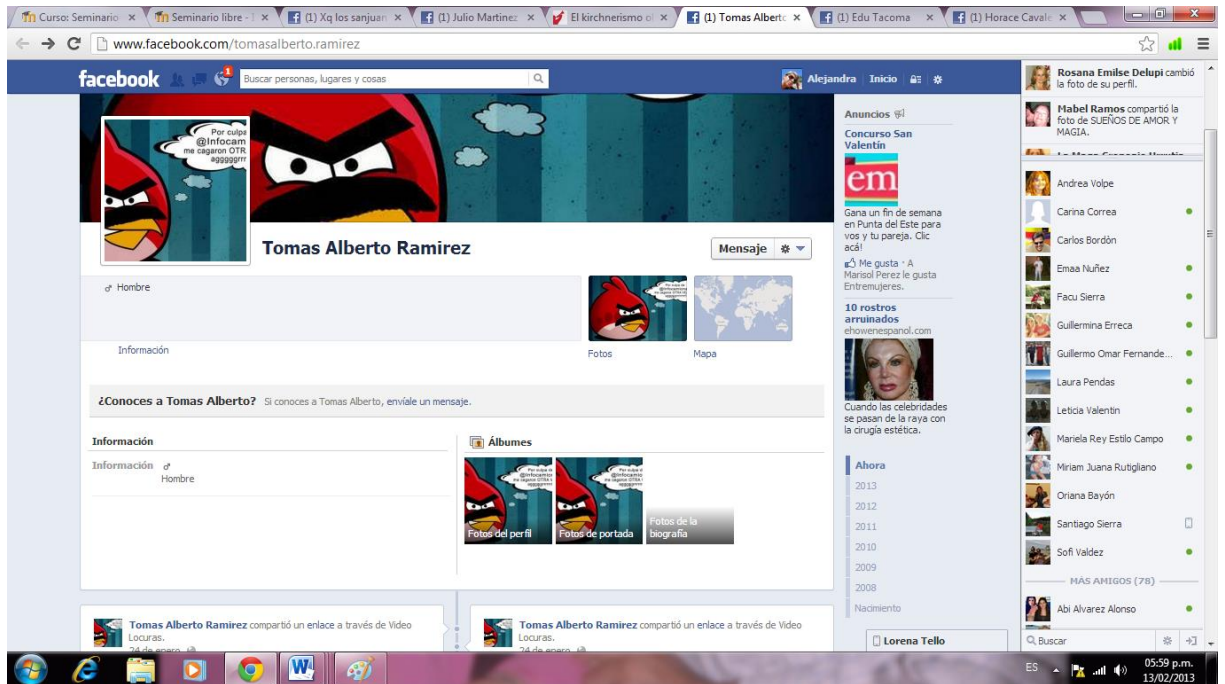 Curso: Seminario
Seminario libre - I
(1) Xq los sanjuan
(1) Julio Martinez
El kirchnerismo ol
(1) Tomas Alberto
(1) Edu Tacoma
(1) Horace Cavale
www.facebook.com/tomasalberto.ramirez
facebook
1
Buscar personas, lugares y cosas
Alejandra
Inicio
Por culpa
@Infocam
me cagaron OTR
agggggrrr
Tomas Alberto Ramirez
Mensaje
Hombre
Información
Fotos
Mapa
¿Conoces a Tomas Alberto? Si conoces a Tomas Alberto, envíale un mensaje.
Información
Información
Hombre
Álbumes
Fotos del perfil
Fotos de portada
Fotos de la
biografía
Tomas Alberto Ramirez compartió un enlace a través de Video
Locuras.
24 de enero
Tomas Alberto Ramirez compartió un enlace a través de Video
Locuras.
24 de enero
Anuncios
Concurso San
Valentín
em
Gana un fin de semana
en Punta del Este para
vos y tu pareja. Clic
acá!
Me gusta · A
Marisol Perez le gusta
Entremujeres.
10 rostros
arruinados
ehowenespanol.com
Cuando las celebridades
se pasan de la raya con
la cirugía estética.
Ahora
2013
2012
2011
2010
2009
2008
Nacimiento
Lorena Tello
Rosana Emilse Delupi cambió
la foto de su perfil.
Mabel Ramos compartió la
foto de SUEÑOS DE AMOR Y
MAGIA.
Andrea Volpe
Carina Correa
Carlos Bordòn
Emaa Nuñez
Facu Sierra
Guillermina Erreca
Guillermo Omar Fernande...
Laura Pendas
Leticia Valentin
Mariela Rey Estilo Campo
Miriam Juana Rutigliano
Oriana Bayón
Santiago Sierra
Sofi Valdez
MÁS AMIGOS (78)
Abi Alvarez Alonso
Buscar
ES
05:59 p.m.
13/02/2013